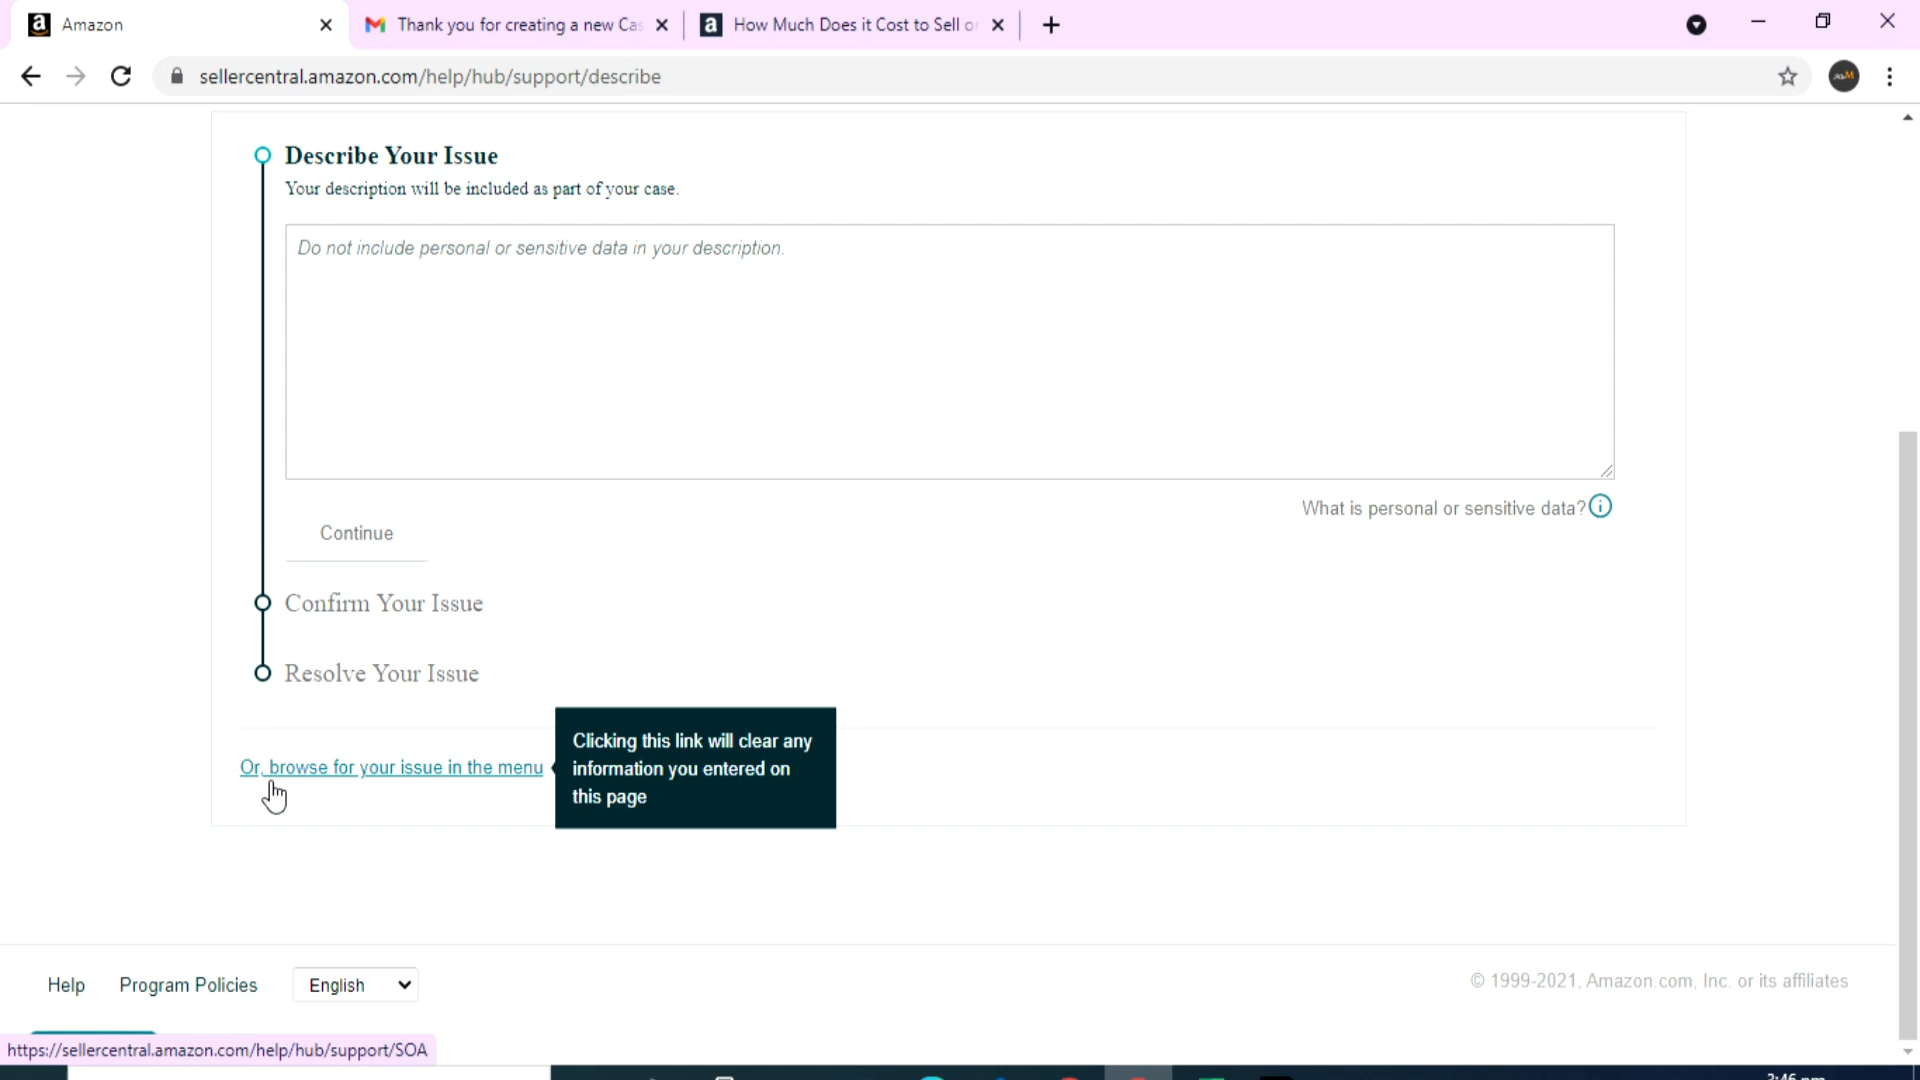 Amazon
Thank you for creating a new Cas
How Much Does it Cost to Sell or
sellercentral.amazon.com/help/hub/support/describe
Describe Your Issue
Your description will be included as part of your case.
Do not include personal or sensitive data in your description.
What is personal or sensitive data?
Continue
Confirm Your Issue
Resolve Your Issue
Or, browse for your issue in the menu
Clicking this link will clear any
information you entered on
this page
Help
Program Policies
English
© 1999-2021, Amazon.com, Inc. or its affiliates
https://sellercentral.amazon.com/help/hub/support/SOA